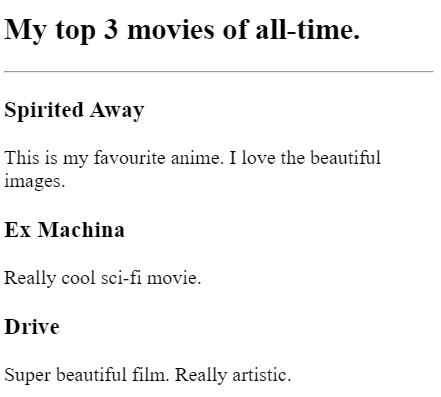 My top 3 movies of all-time.
Spirited Away
This is my favourite anime. I love the beautiful
images.
Ex Machina
Really cool sci-fi movie.
Drive
Super beautiful film. Really artistic.